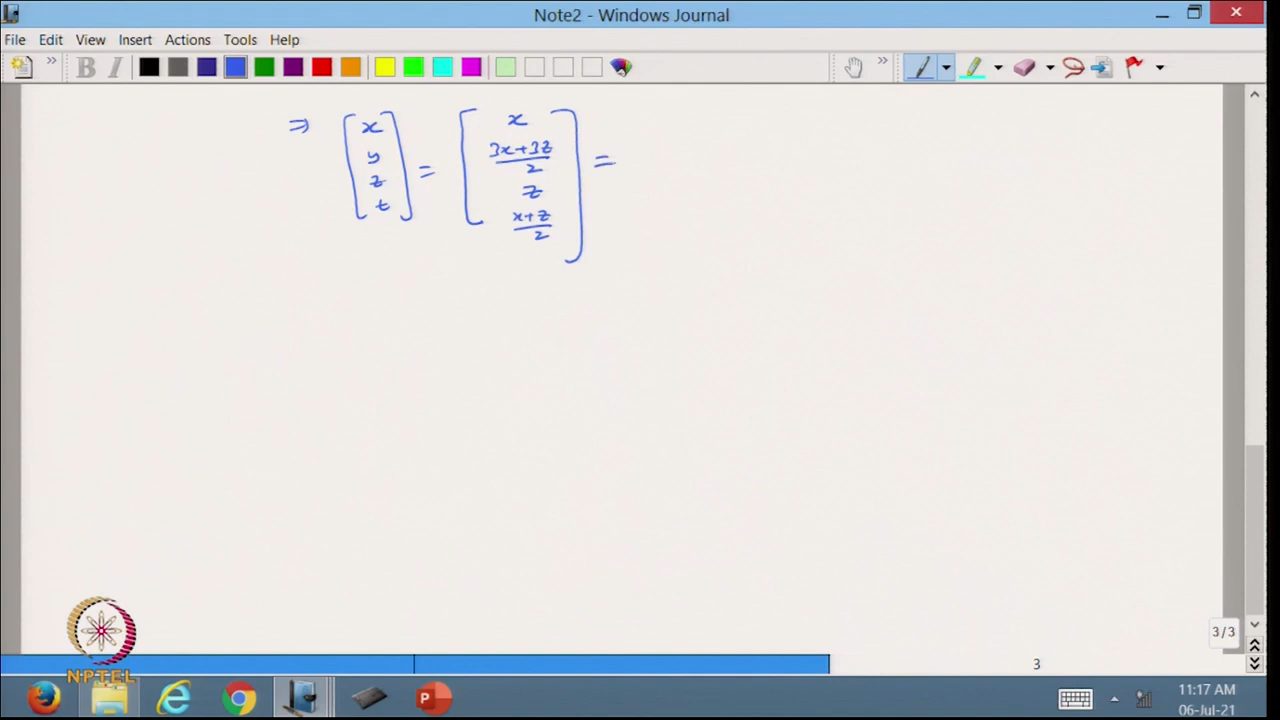 Note2 - Windows Journal
File Edit View Insert Actions Tools Help
B I
⇒ [x y z t] = [x (3x+3z)/2 z (x+z)/2] =
3/3
3
NPTEL
11:17 AM
06-Jul-21